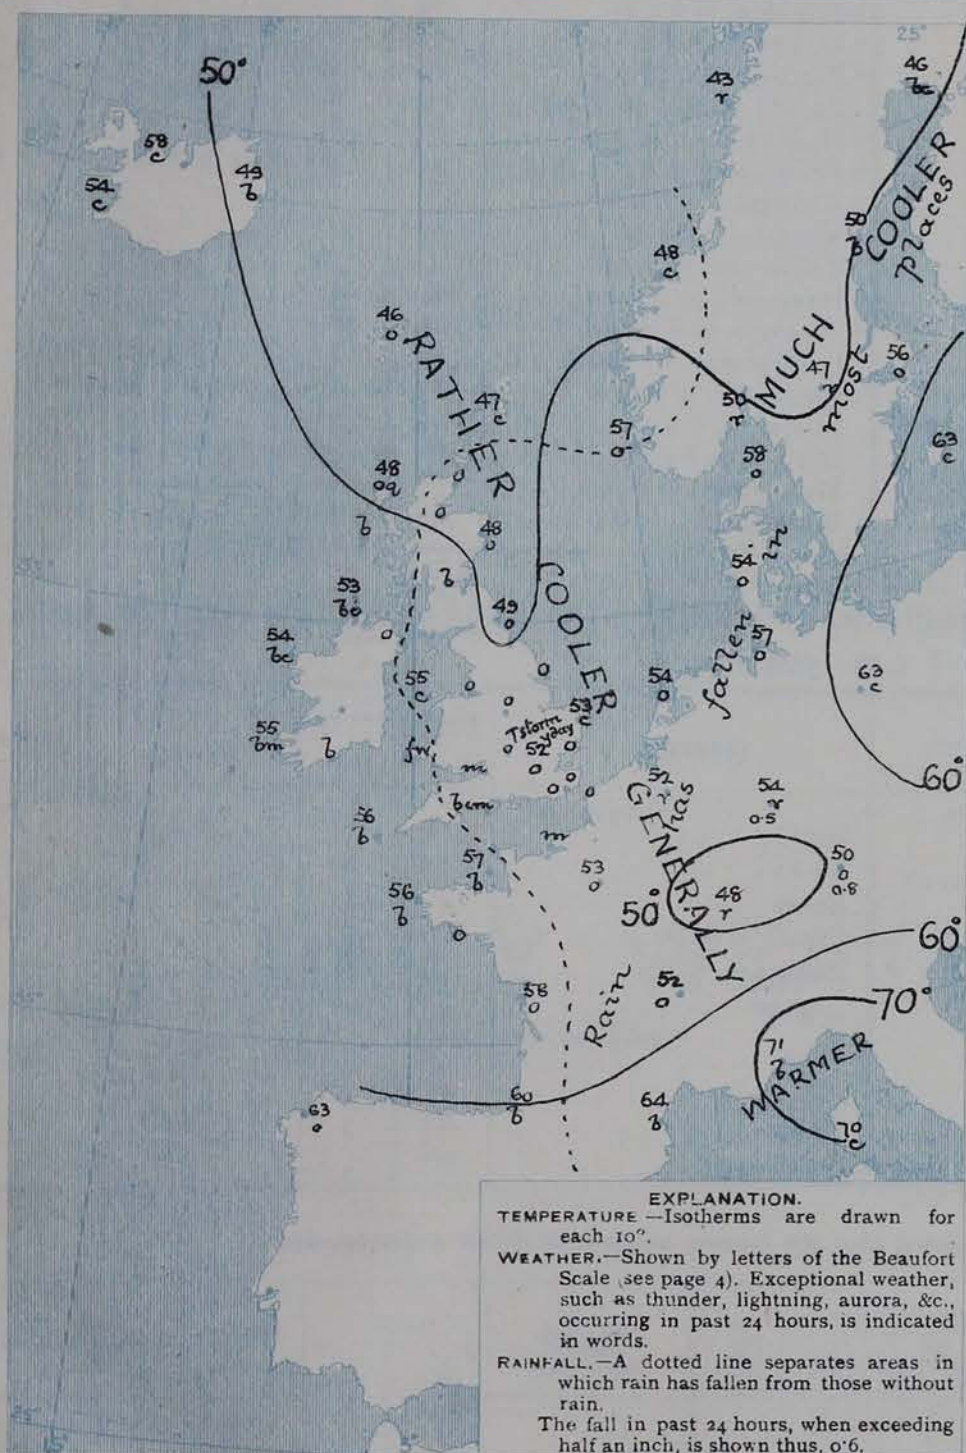 50°
25°
46
bc
43
r
58
c
54
c
49
b
50
b
COOLER
places
48
c
46
o
RATHER
MUCH
most
47
r
56
o
47
c
50
r
57
o
58
o
63
c
48
oq
b
48
o
b
in
54
o
53
bc
49
o
COOLER
54
bc
fallen
57
o
55
c
54
o
63
c
53
c
Tstorm
yday
55
bm
b
m
52
o
60°
bcm
52
r
has
54
r
0.5
56
b
m
GENERALLY
57
b
53
o
50
o
0.8
56
b
50°
48
r
60°
58
o
Rain
52
o
70°
71
b
WARMER
63
o
60
b
64
b
70
c
EXPLANATION.
TEMPERATURE —Isotherms are drawn for
each 10°.
WEATHER.—Shown by letters of the Beaufort
Scale (see page 4). Exceptional weather,
such as thunder, lightning, aurora, &c.,
occurring in past 24 hours, is indicated
in words.
RAINFALL.—A dotted line separates areas in
which rain has fallen from those without
rain.
The fall in past 24 hours, when exceeding
half an inch, is shown thus, 0·6.
15°
5°